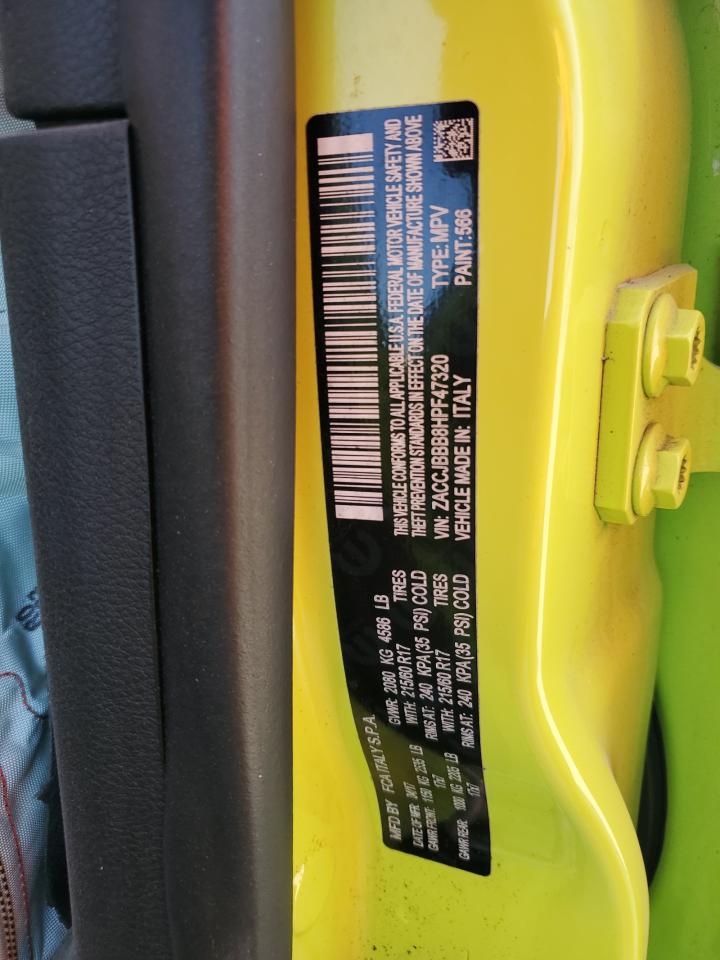 MFD BY FCA ITALY S.P.A.
DATE OF MFR: 3417 GVWR: 2080 KG 4586 LB
GAWR FRONT: 1150 KG 2535 LB WITH: 215/60 R17 TIRES
17x7 RIMS AT: 240 KPA(35 PSI) COLD
GAWR REAR: 1000 KG 2205 LB WITH: 215/60 R17 TIRES
17x7 RIMS AT: 240 KPA(35 PSI) COLD
THIS VEHICLE CONFORMS TO ALL APPLICABLE U.S.A. FEDERAL MOTOR VEHICLE SAFETY AND
THEFT PREVENTION STANDARDS IN EFFECT ON THE DATE OF MANUFACTURE SHOWN ABOVE
VIN: ZACCJBBB8HPF47320 TYPE: MPV
VEHICLE MADE IN: ITALY PAINT: 566